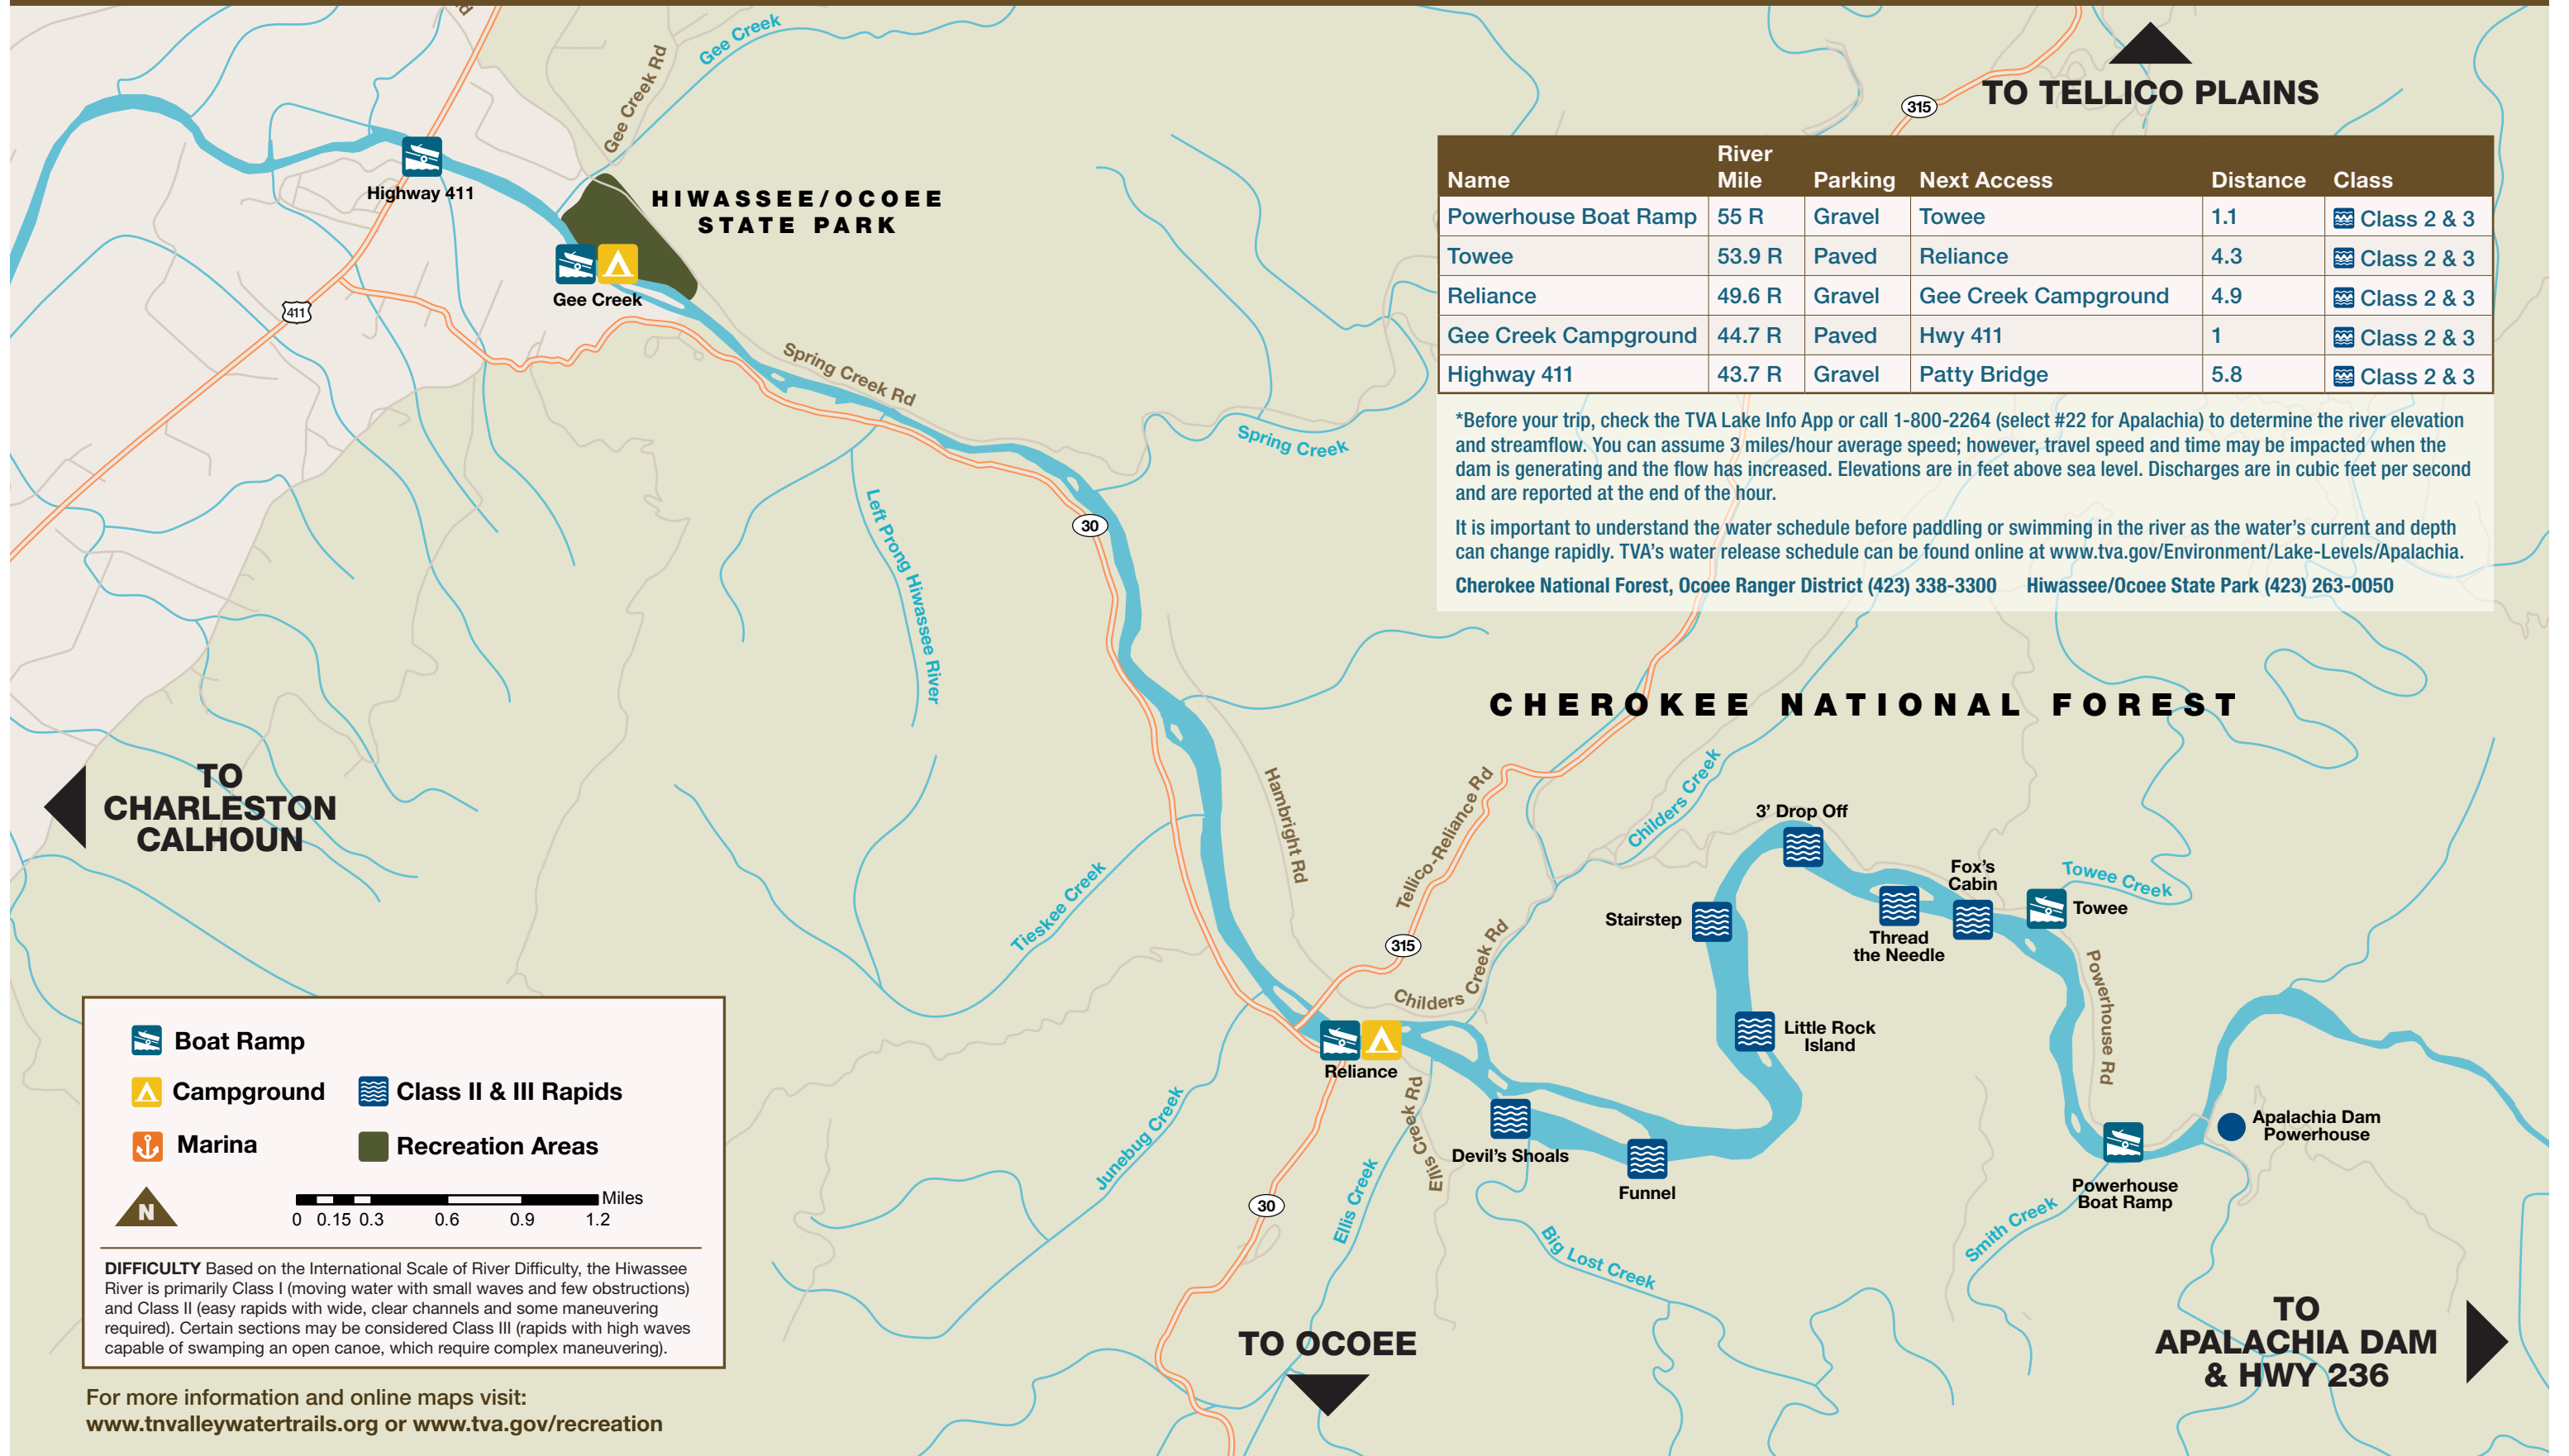 Gee Creek
Gee Creek Rd
TO TELLICO PLAINS
315
Highway 411
HIWASSEE/OCOEE
STATE PARK
Gee Creek
411
Spring Creek Rd
Spring Creek
30
Left Prong Hiwassee River
Name River Mile Parking Next Access Distance Class
Powerhouse Boat Ramp 55 R Gravel Towee 1.1 Class 2 & 3
Towee 53.9 R Paved Reliance 4.3 Class 2 & 3
Reliance 49.6 R Gravel Gee Creek Campground 4.9 Class 2 & 3
Gee Creek Campground 44.7 R Paved Hwy 411 1 Class 2 & 3
Highway 411 43.7 R Gravel Patty Bridge 5.8 Class 2 & 3
*Before your trip, check the TVA Lake Info App or call 1-800-2264 (select #22 for Apalachia) to determine the river elevation
and streamflow. You can assume 3 miles/hour average speed; however, travel speed and time may be impacted when the
dam is generating and the flow has increased. Elevations are in feet above sea level. Discharges are in cubic feet per second
and are reported at the end of the hour.
It is important to understand the water schedule before paddling or swimming in the river as the water's current and depth
can change rapidly. TVA's water release schedule can be found online at www.tva.gov/Environment/Lake-Levels/Apalachia.
Cherokee National Forest, Ocoee Ranger District (423) 338-3300 Hiwassee/Ocoee State Park (423) 263-0050
CHEROKEE NATIONAL FOREST
TO
CHARLESTON
CALHOUN
Hambright Rd
Tellico-Reliance Rd
Childers Creek
3' Drop Off
Fox's
Cabin
Towee Creek
Towee
Stairstep
Thread
the Needle
Tieskee Creek
315
Childers Creek Rd
Powerhouse Rd
Little Rock
Island
Reliance
Apalachia Dam
Powerhouse
Devil's Shoals
Funnel
Powerhouse
Boat Ramp
Junebug Creek
Ellis Creek Rd
Ellis Creek
30
Big Lost Creek
Smith Creek
TO OCOEE
TO
APALACHIA DAM
& HWY 236
Boat Ramp
Campground
Class II & III Rapids
Marina
Recreation Areas
N
Miles
0 0.15 0.3 0.6 0.9 1.2
DIFFICULTY Based on the International Scale of River Difficulty, the Hiwassee
River is primarily Class I (moving water with small waves and few obstructions)
and Class II (easy rapids with wide, clear channels and some maneuvering
required). Certain sections may be considered Class III (rapids with high waves
capable of swamping an open canoe, which require complex maneuvering).
For more information and online maps visit:
www.tnvalleywatertrails.org or www.tva.gov/recreation